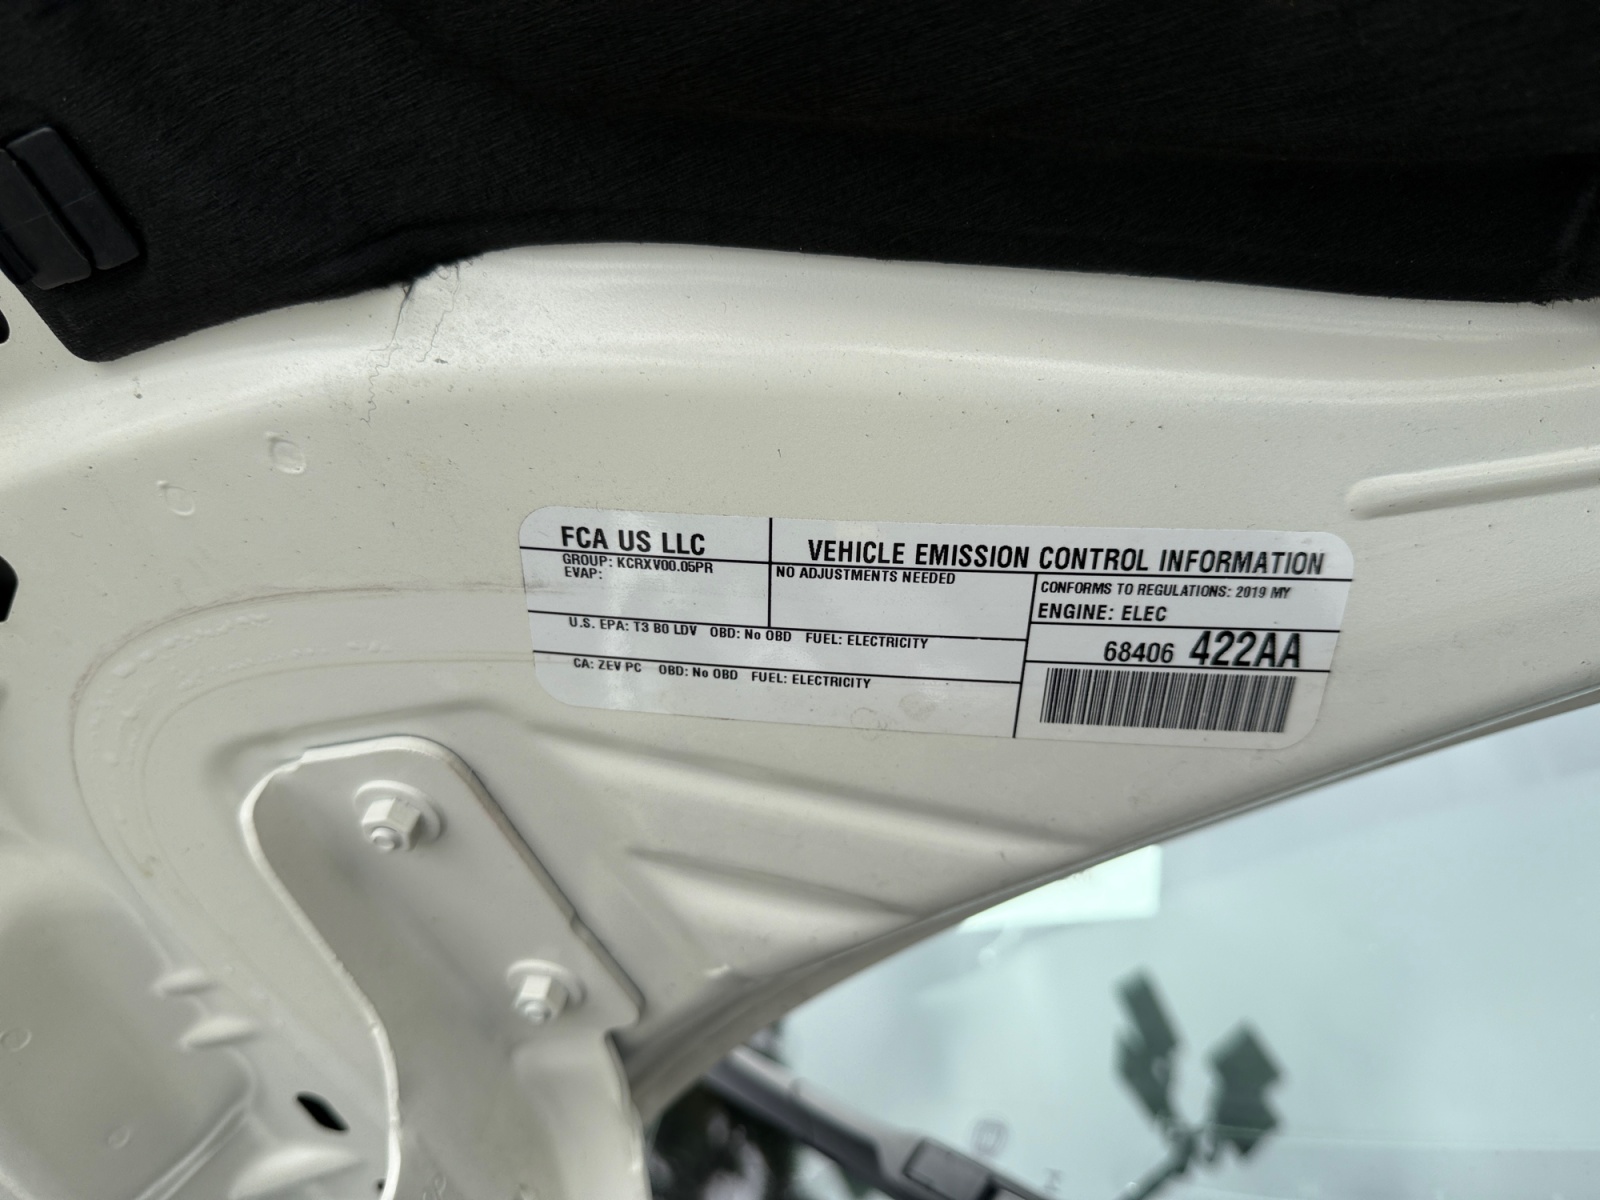 FCA US LLC
VEHICLE EMISSION CONTROL INFORMATION
GROUP: KCRXV00.05PR
EVAP:
NO ADJUSTMENTS NEEDED
CONFORMS TO REGULATIONS: 2019 MY
ENGINE: ELEC
U.S. EPA: T3 B0 LDV OBD: No OBD FUEL: ELECTRICITY
68406 422AA
CA: ZEV PC OBD: No OBD FUEL: ELECTRICITY